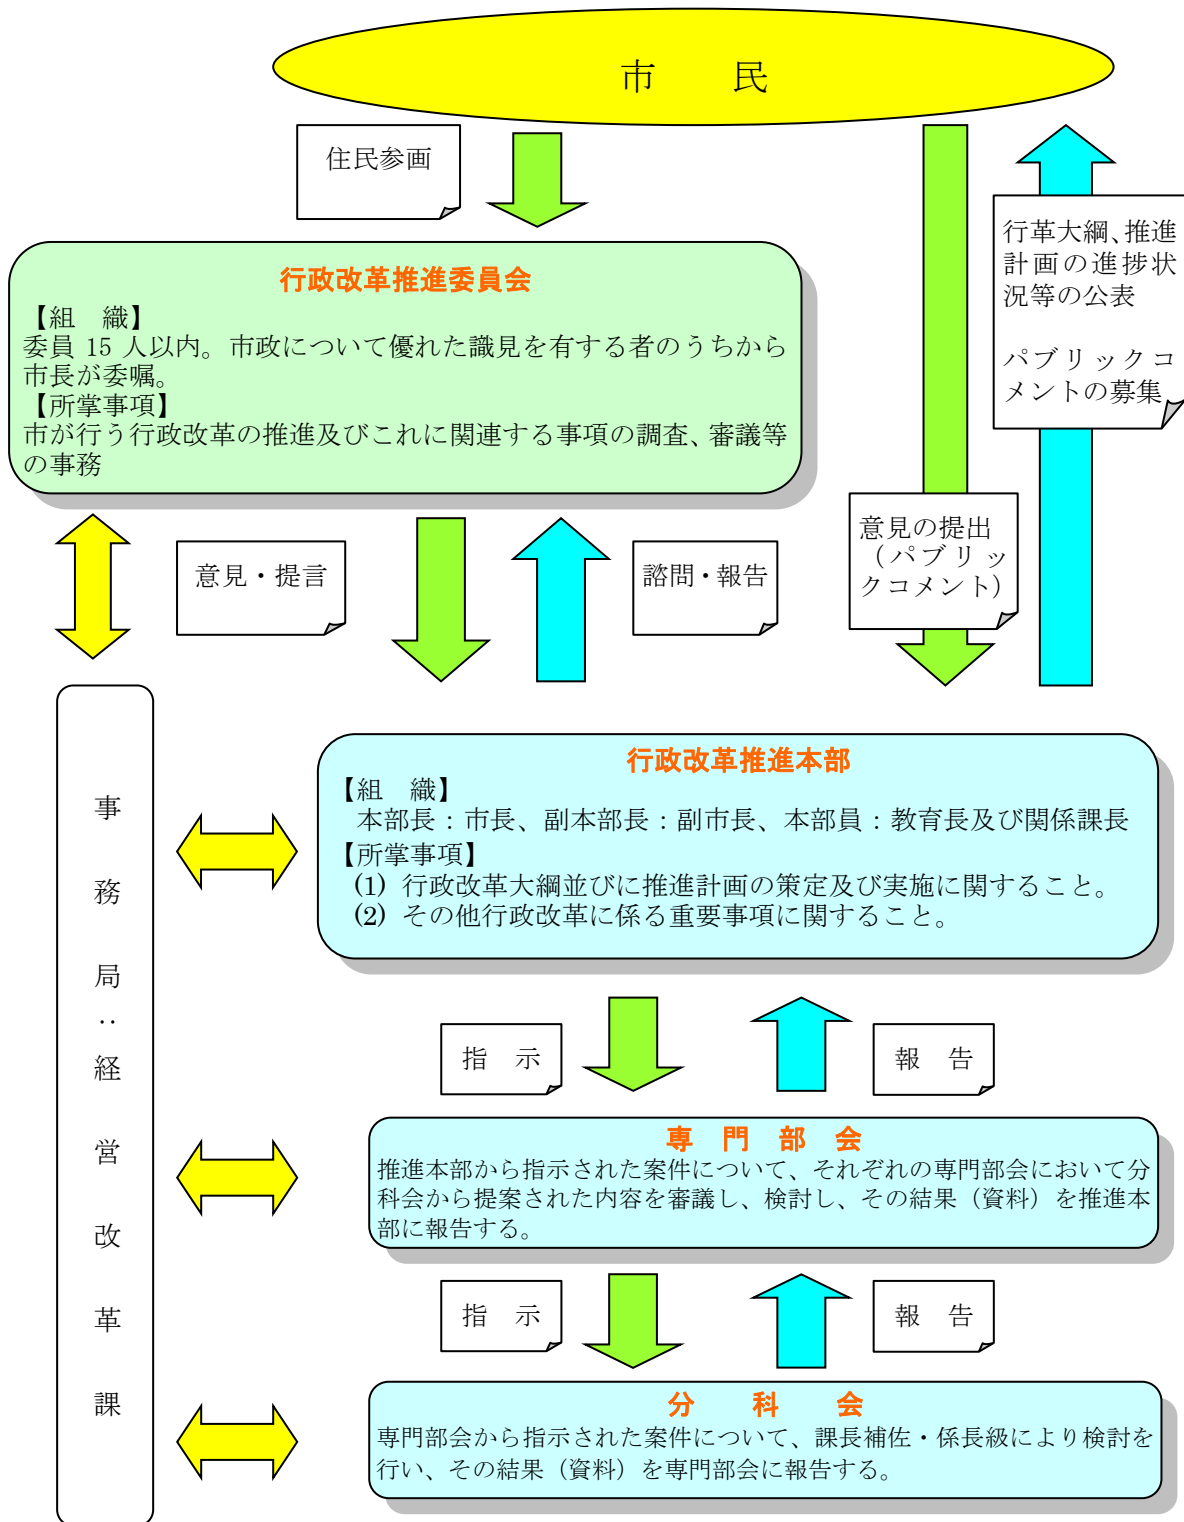 市　　民
住民参画
行革大綱、推進
計画の進捗状
況等の公表
パブリックコ
メントの募集
行政改革推進委員会
【組　織】
委員 15 人以内。市政について優れた識見を有する者のうちから
市長が委嘱。
【所掌事項】
市が行う行政改革の推進及びこれに関連する事項の調査、審議等
の事務
意見・提言
諮問・報告
意見の提出
（パブリッ
クコメント）
行政改革推進本部
【組　織】
本部長：市長、副本部長：副市長、本部員：教育長及び関係課長
【所掌事項】
(1) 行政改革大綱並びに推進計画の策定及び実施に関すること。
(2) その他行政改革に係る重要事項に関すること。
事務局：経営改革課
指　示
報　告
専　門　部　会
推進本部から指示された案件について、それぞれの専門部会において分
科会から提案された内容を審議し、検討し、その結果（資料）を推進本
部に報告する。
指　示
報　告
分　科　会
専門部会から指示された案件について、課長補佐・係長級により検討を
行い、その結果（資料）を専門部会に報告する。